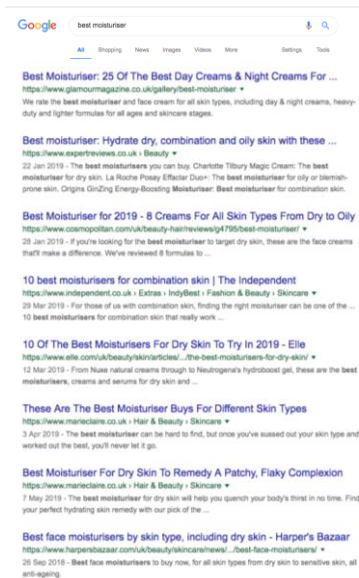 Google
best moisturiser
All Shopping News Images Videos More Settings Tools
Best Moisturiser: 25 Of The Best Day Creams & Night Creams For ...
https://www.glamourmagazine.co.uk/gallery/best-moisturiser
We rate the best moisturiser and face cream for all skin types, including day & night creams, heavy-
duty and lighter formulas for all ages and skincare stages.
Best moisturiser: Hydrate dry, combination and oily skin with these ...
https://www.expertreviews.co.uk › Beauty
22 Jan 2019 - The best moisturisers you can buy. Charlotte Tilbury Magic Cream: The best
moisturiser for dry skin. La Roche Posay Effaclar Duo+: The best moisturiser for oily or blemish-
prone skin. Origins GinZing Energy-Boosting Moisturiser: Best moisturiser for combination skin.
Best Moisturiser for 2019 - 8 Creams For All Skin Types From Dry to Oily
https://www.cosmopolitan.com/uk/beauty-hair/reviews/g4795/best-moisturiser/
28 Jan 2019 - If you're looking for the best moisturiser to target dry skin, these are the face creams
that'll make a difference. We've reviewed 8 formulas to ...
10 best moisturisers for combination skin | The Independent
https://www.independent.co.uk › Extras › IndyBest › Fashion & Beauty › Skincare
29 Mar 2019 - For those of us with combination skin, finding the right moisturiser can be one of the ...
10 best moisturisers for combination skin that really work ...
10 Of The Best Moisturisers For Dry Skin To Try In 2019 - Elle
https://www.elle.com/uk/beauty/skin/articles/.../the-best-moisturisers-for-dry-skin/
12 Mar 2019 - From Nuxe natural creams through to Neutrogena's hydroboost gel, these are the best
moisturisers, creams and serums for dry skin and ...
These Are The Best Moisturiser Buys For Different Skin Types
https://www.marieclaire.co.uk › Hair & Beauty › Skincare
3 Apr 2019 - The best moisturiser can be hard to find, but once you've sussed out your skin type and
worked out the best, you'll never let it go.
Best Moisturiser For Dry Skin To Remedy A Patchy, Flaky Complexion
https://www.marieclaire.co.uk › Hair & Beauty › Skincare
7 May 2019 - The best moisturiser for dry skin will help you quench your body's thirst in no time. Find
your perfect hydrating skin remedy with our pick of the ...
Best face moisturisers by skin type, including dry skin - Harper's Bazaar
https://www.harpersbazaar.com/uk/beauty/skincare/news/.../best-face-moisturisers/
26 Sep 2018 - Best face moisturisers to buy now, for all skin types from dry skin to sensitive skin, all
anti-ageing.